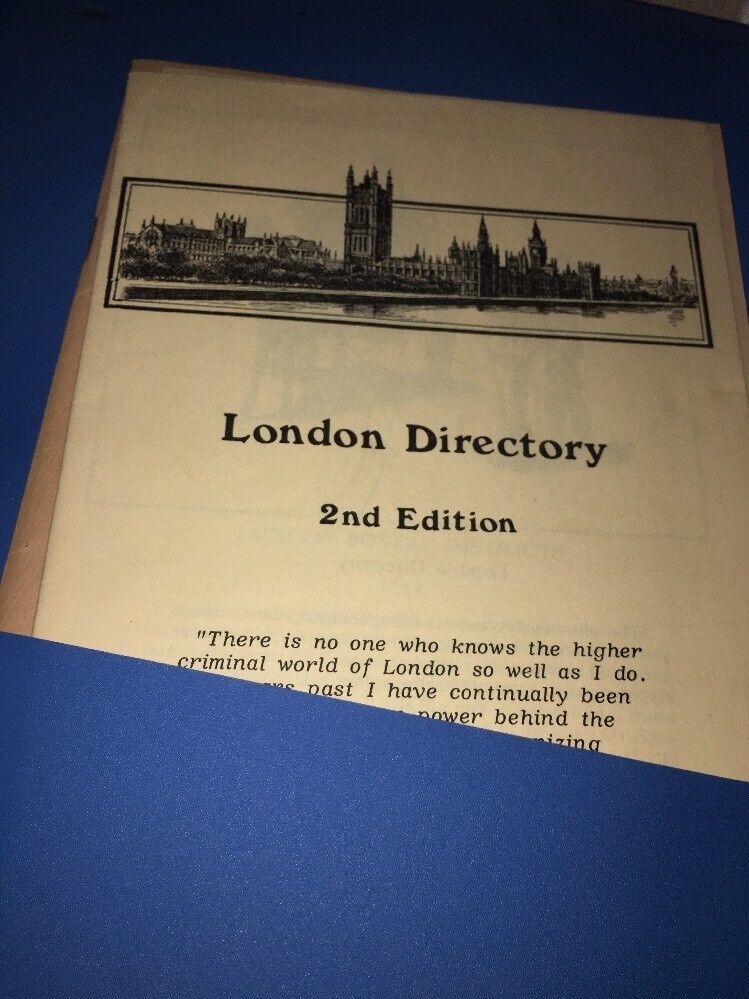 London Directory
2nd Edition
"There is no one who knows the higher
criminal world of London so well as I do.
past I have continually been
power behind the